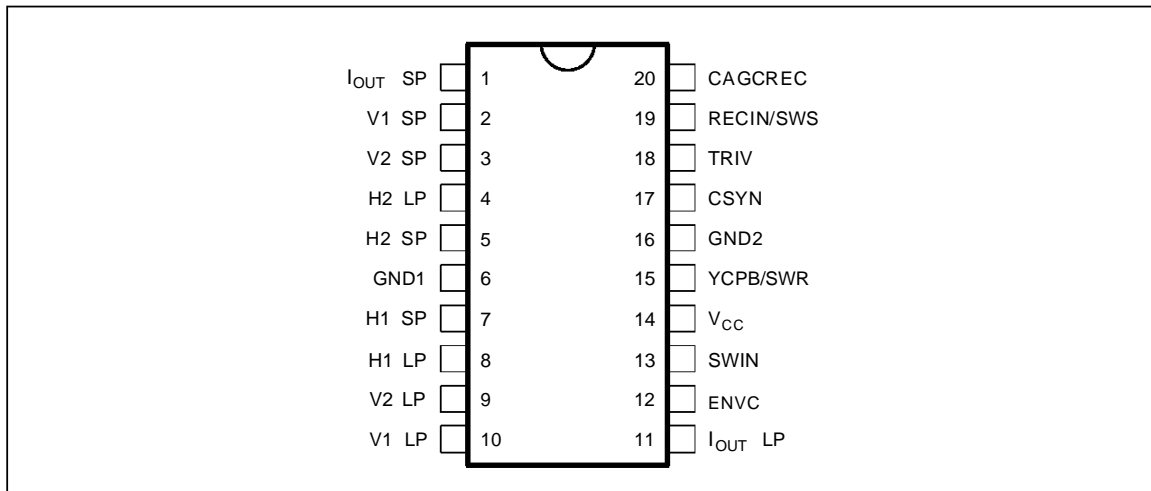 I_OUT SP 1 20 CAGCREC
V1 SP 2 19 RECIN/SWS
V2 SP 3 18 TRIV
H2 LP 4 17 CSYN
H2 SP 5 16 GND2
GND1 6 15 YCPB/SWR
H1 SP 7 14 V_CC
H1 LP 8 13 SWIN
V2 LP 9 12 ENVC
V1 LP 10 11 I_OUT LP